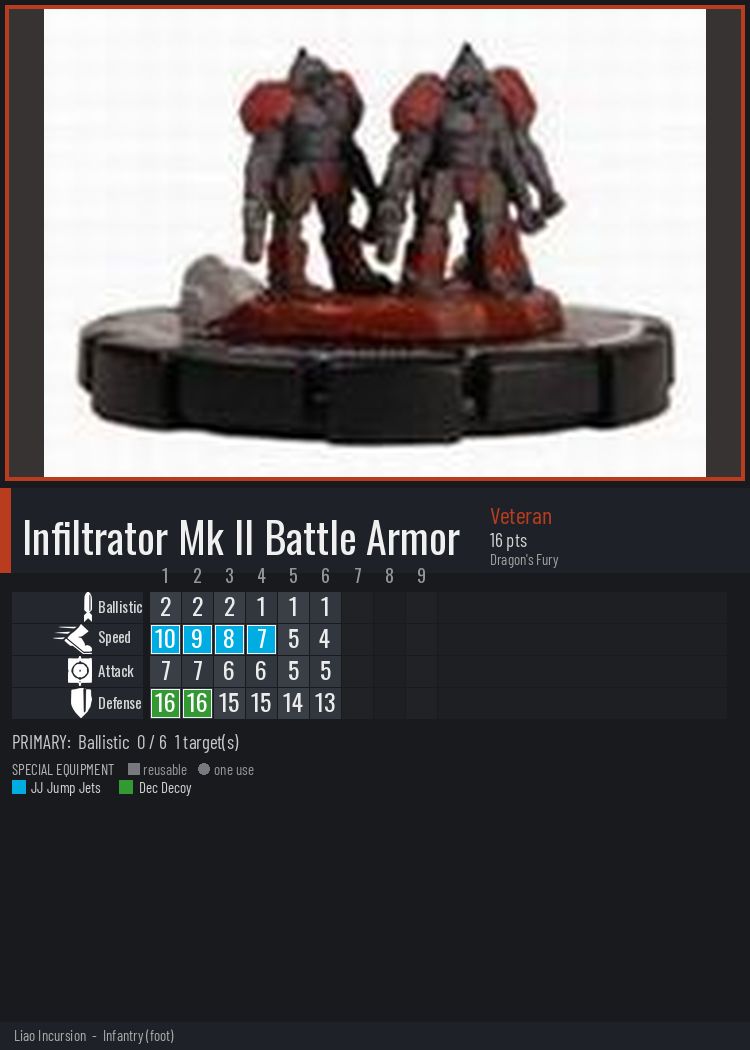 Infiltrator Mk II Battle Armor
Veteran
16 pts
Dragon's Fury
1 2 3 4 5 6 7 8 9
Ballistic 2 2 2 1 1 1
Speed 10 9 8 7 5 4
Attack 7 7 6 6 5 5
Defense 16 16 15 15 14 13
PRIMARY: Ballistic 0 / 6 1 target(s)
SPECIAL EQUIPMENT reusable one use
JJ Jump Jets Dec Decoy
Liao Incursion - Infantry (foot)